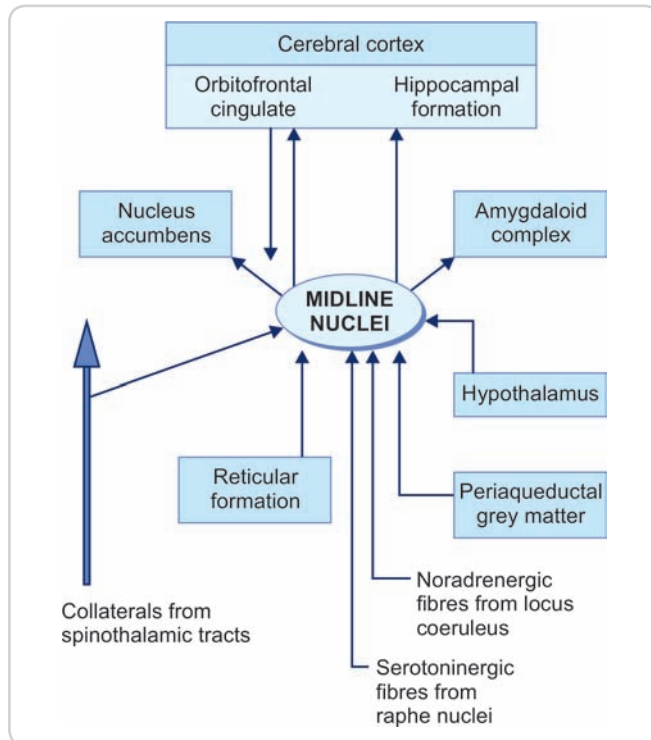 Cerebral cortex
Orbitofrontal
cingulate
Hippocampal
formation
Nucleus
accumbens
Amygdaloid
complex
MIDLINE
NUCLEI
Hypothalamus
Reticular
formation
Periaqueductal
grey matter
Collaterals from
spinothalamic tracts
Noradrenergic
fibres from locus
coeruleus
Serotoninergic
fibres from
raphe nuclei